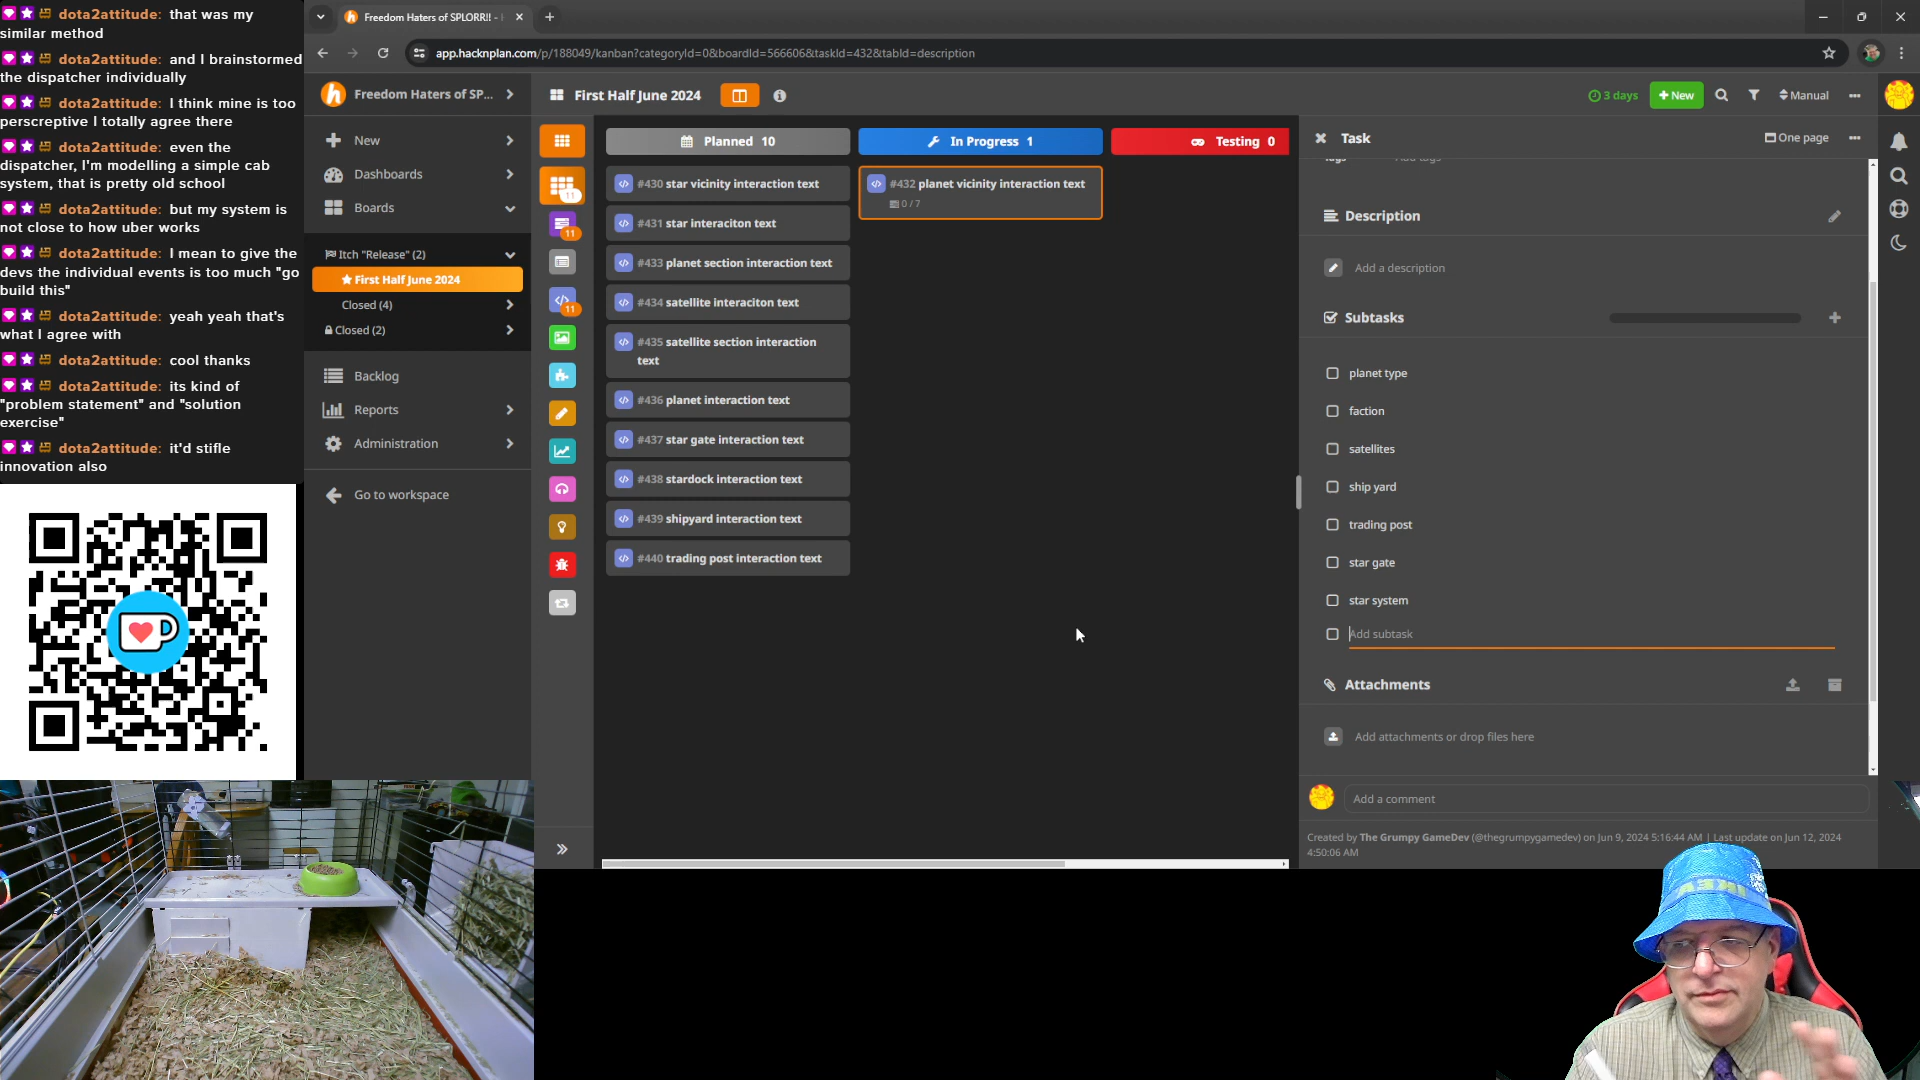 dota2attitude: that was my
similar method
dota2attitude: and I brainstormed
the dispatcher individually
dota2attitude: I think mine is too
perscreptive I totally agree there
dota2attitude: even the
dispatcher, I'm modelling a simple cab
system, that is pretty old school
dota2attitude: but my system is
not close to how uber works
dota2attitude: I mean to give the
devs the individual events is too much "go
build this"
dota2attitude: yeah yeah that's
what I agree with
dota2attitude: cool thanks
dota2attitude: its kind of
"problem statement" and "solution
exercise"
dota2attitude: it'd stifle
innovation also
Freedom Haters of SPLORR!! -
app.hacknplan.com/p/188049/kanban?categoryId=0&boardId=566606&taskId=432&tabId=description
Freedom Haters of SP...
New
Dashboards
Boards
Itch "Release" (2)
First Half June 2024
Closed (4)
Closed (2)
Backlog
Reports
Administration
Go to workspace
First Half June 2024
3 days
+ New
Manual
11
11
11
Planned 10
#430 star vicinity interaction text
#431 star interaciton text
#433 planet section interaction text
#434 satellite interaciton text
#435 satellite section interaction
text
#436 planet interaction text
#437 star gate interaction text
#438 stardock interaction text
#439 shipyard interaction text
#440 trading post interaction text
In Progress 1
#432 planet vicinity interaction text
0 / 7
Testing 0
Task
One page
Tags Add tags
Description
Add a description
Subtasks
planet type
faction
satellites
ship yard
trading post
star gate
star system
Add subtask
Attachments
Add attachments or drop files here
Add a comment
Created by The Grumpy GameDev (@thegrumpygamedev) on Jun 9, 2024 5:16:44 AM | Last update on Jun 12, 2024
4:50:06 AM
IKEA